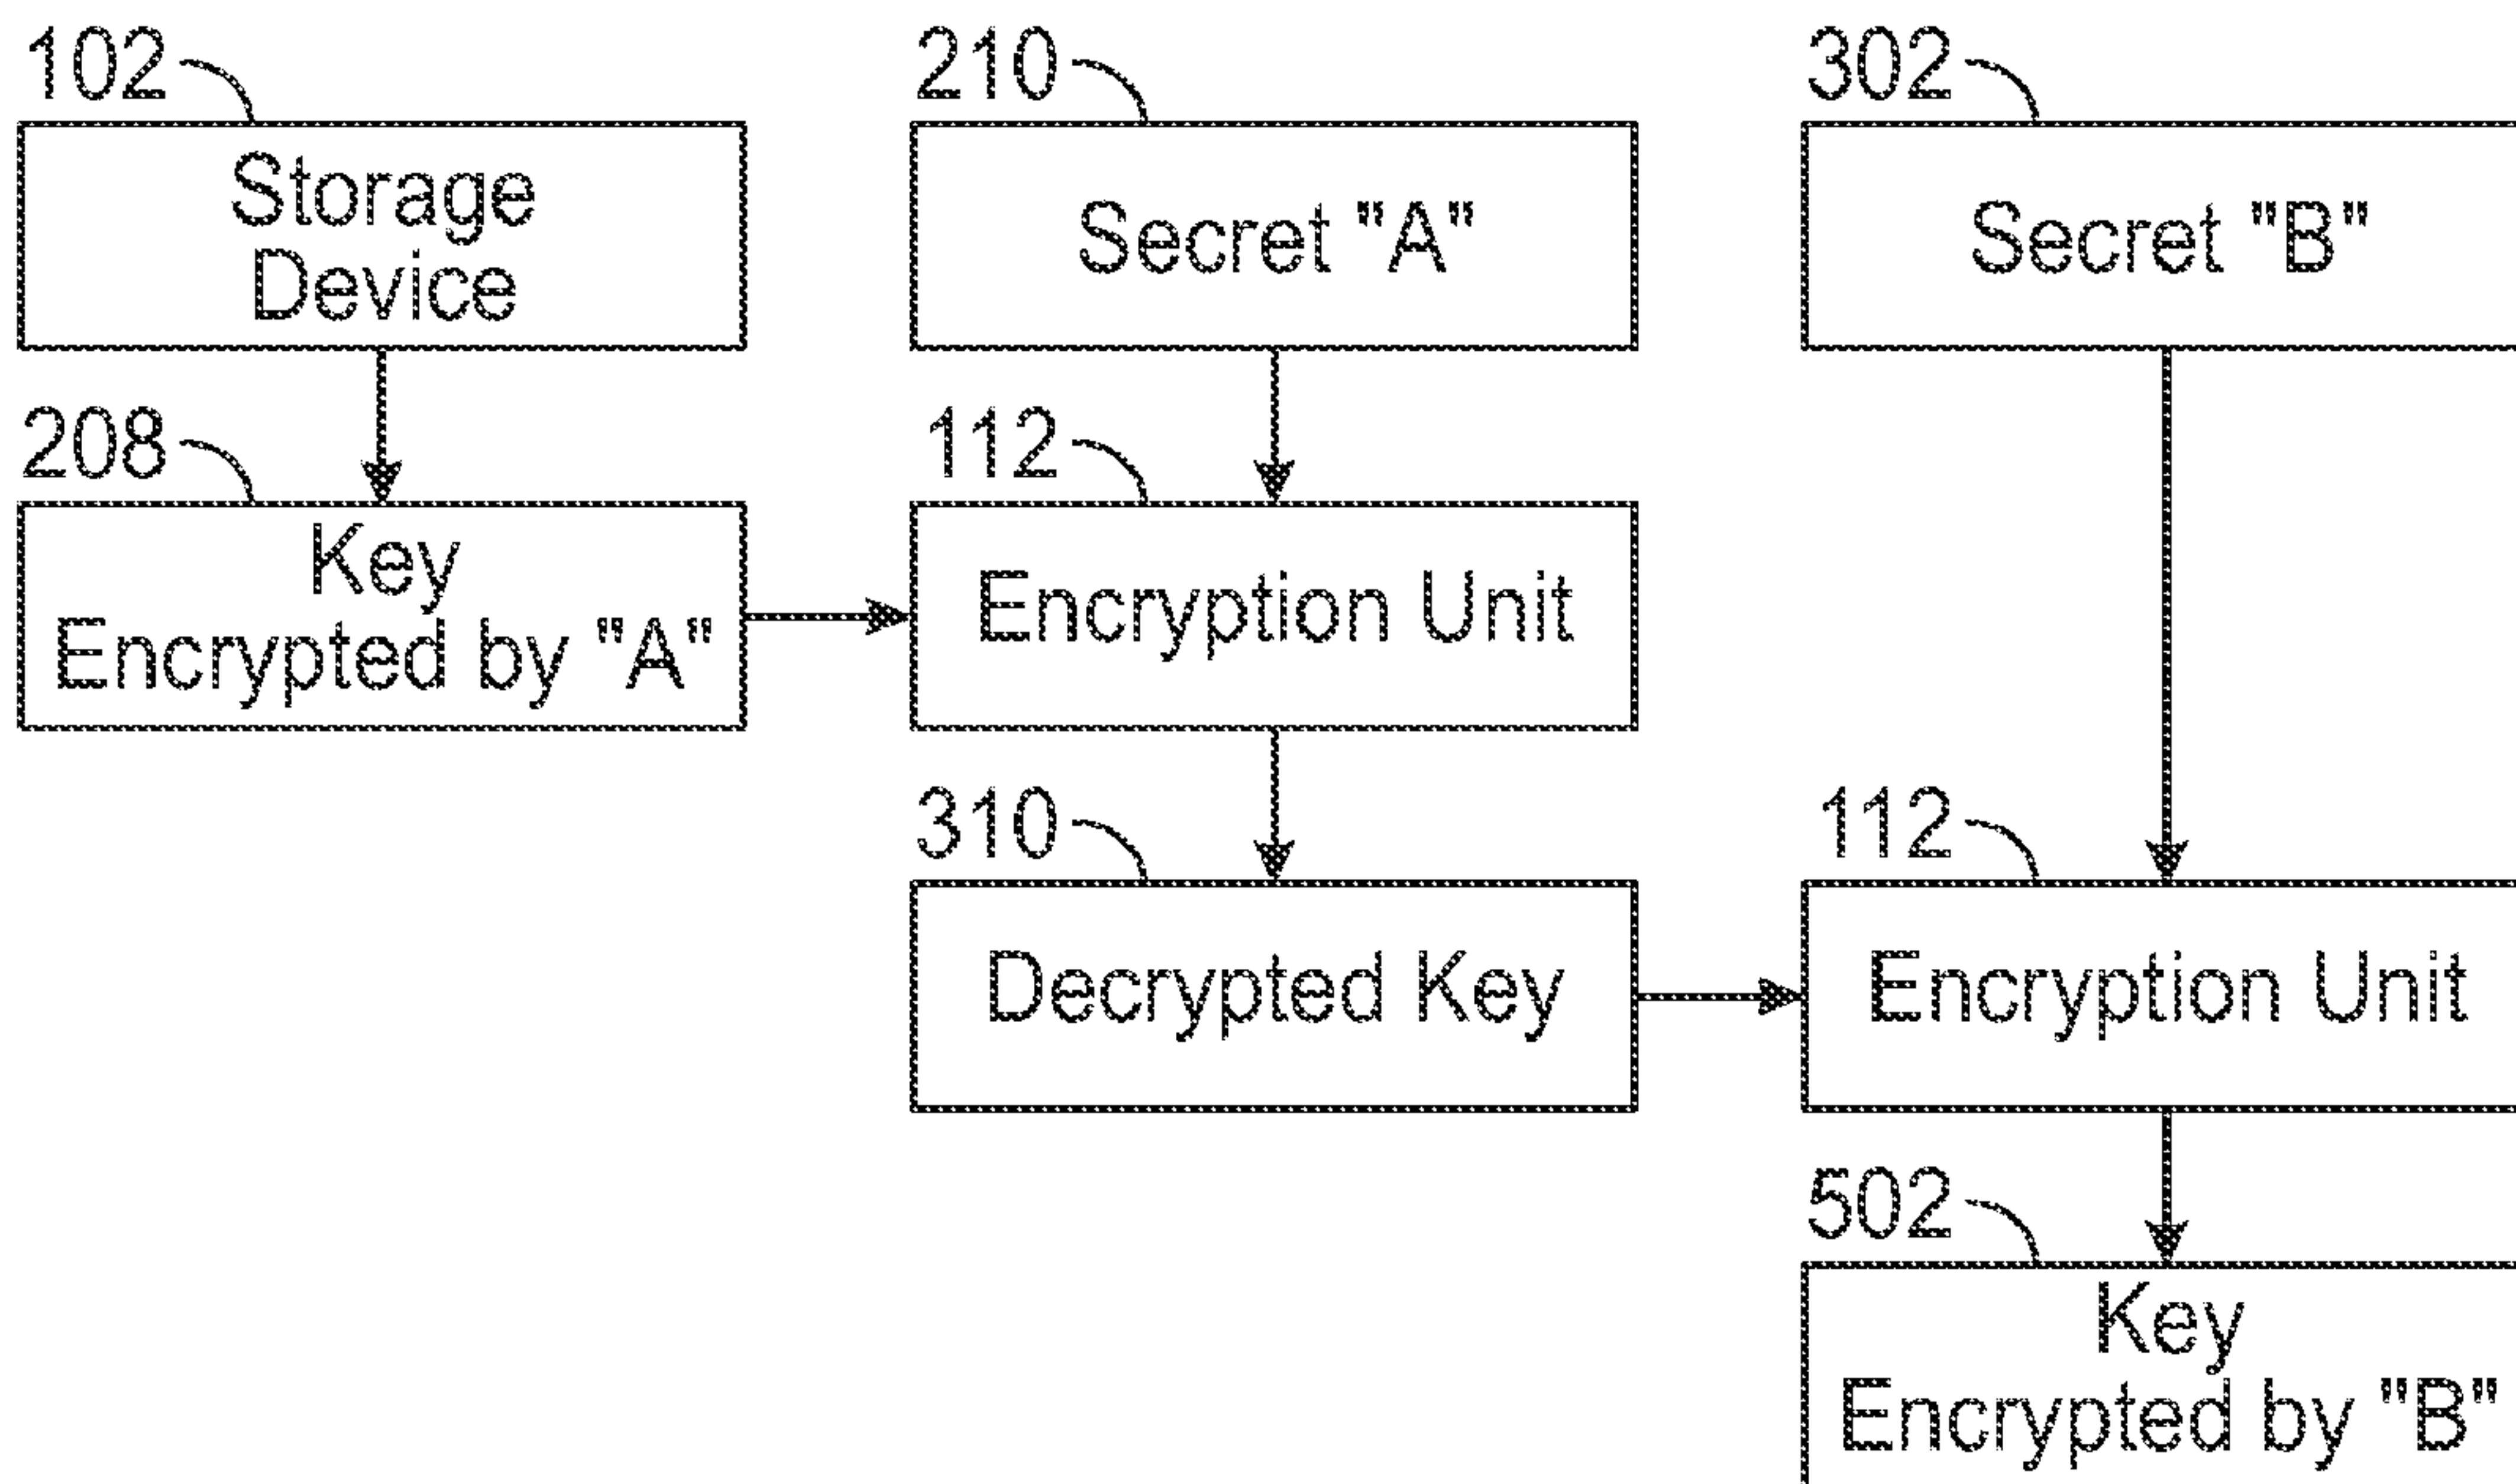 102
210
302
Storage
Device
Secret "A"
Secret "B"
208
112
Key
Encrypted by "A"
Encryption Unit
310
112
Decrypted Key
Encryption Unit
502
Key
Encrypted by "B"